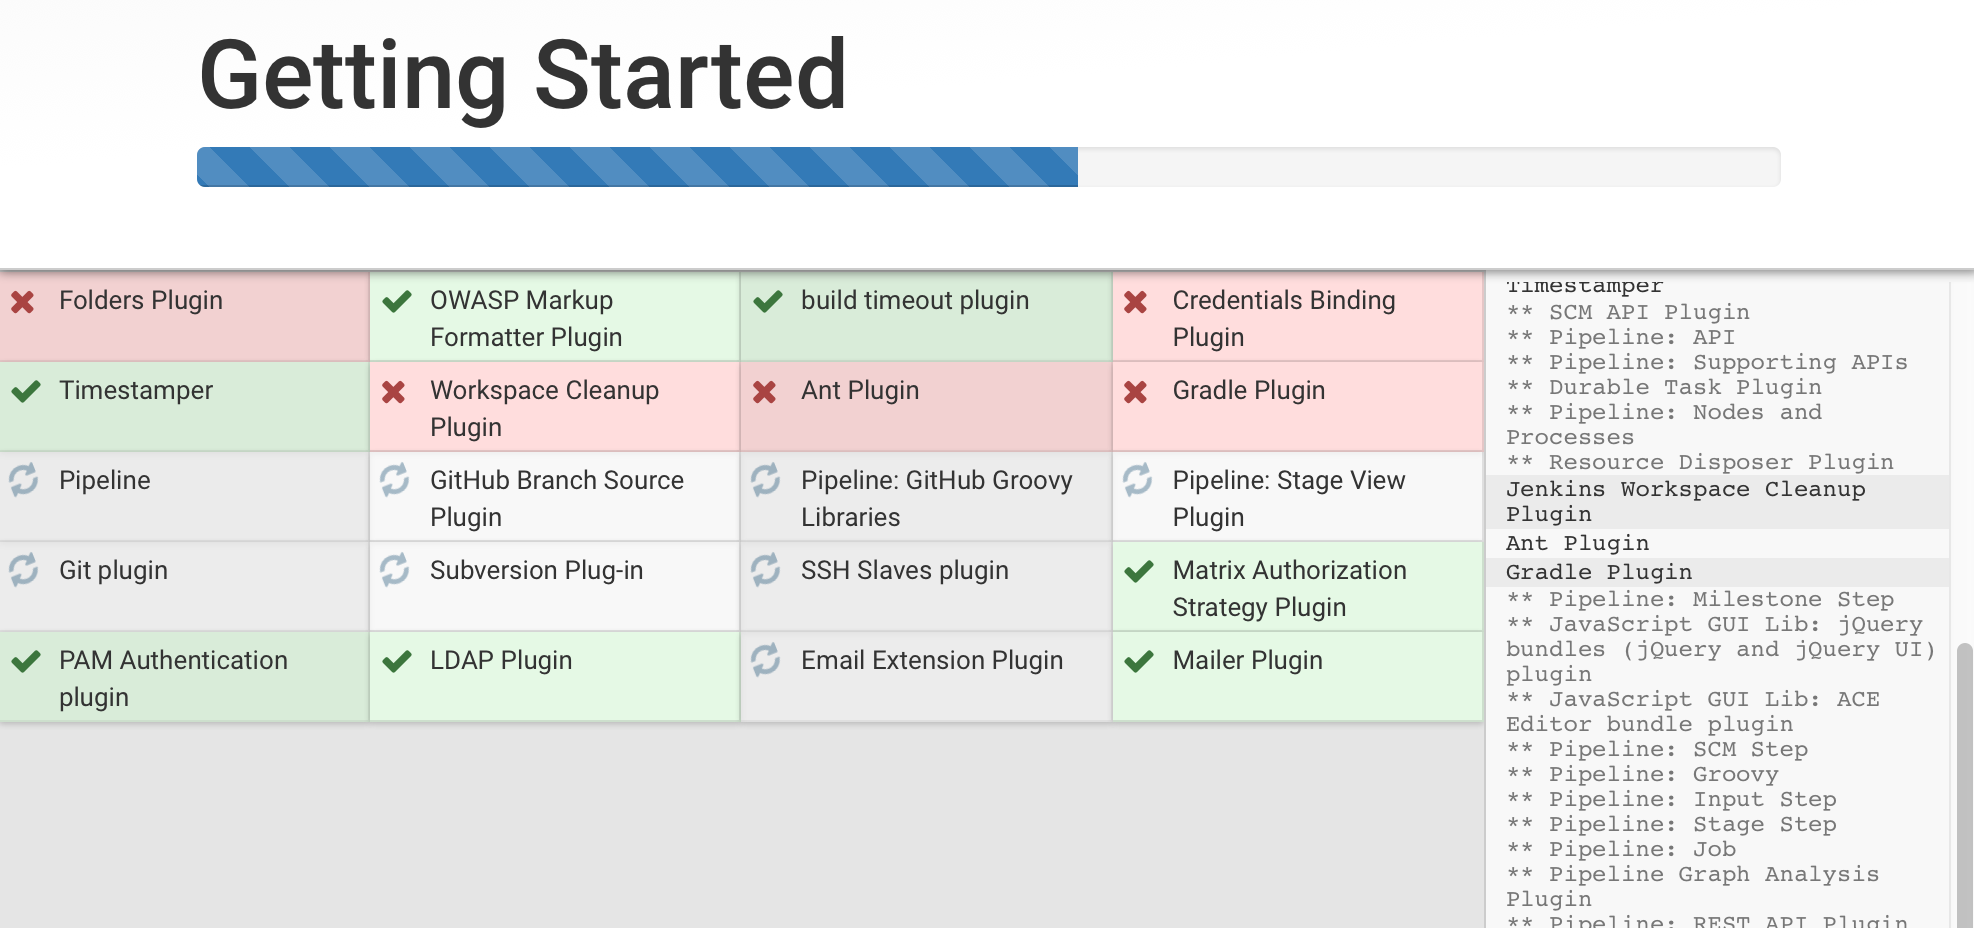 Getting Started
Folders Plugin
OWASP Markup
Formatter Plugin
build timeout plugin
Credentials Binding
Plugin
Timestamper
Workspace Cleanup
Plugin
Ant Plugin
Gradle Plugin
Pipeline
GitHub Branch Source
Plugin
Pipeline: GitHub Groovy
Libraries
Pipeline: Stage View
Plugin
Git plugin
Subversion Plug-in
SSH Slaves plugin
Matrix Authorization
Strategy Plugin
PAM Authentication
plugin
LDAP Plugin
Email Extension Plugin
Mailer Plugin
Timestamper
** SCM API Plugin
** Pipeline: API
** Pipeline: Supporting APIs
** Durable Task Plugin
** Pipeline: Nodes and
Processes
** Resource Disposer Plugin
Jenkins Workspace Cleanup
Plugin
Ant Plugin
Gradle Plugin
** Pipeline: Milestone Step
** JavaScript GUI Lib: jQuery
bundles (jQuery and jQuery UI)
plugin
** JavaScript GUI Lib: ACE
Editor bundle plugin
** Pipeline: SCM Step
** Pipeline: Groovy
** Pipeline: Input Step
** Pipeline: Stage Step
** Pipeline: Job
** Pipeline Graph Analysis
Plugin
** Pipeline: REST API Plugin